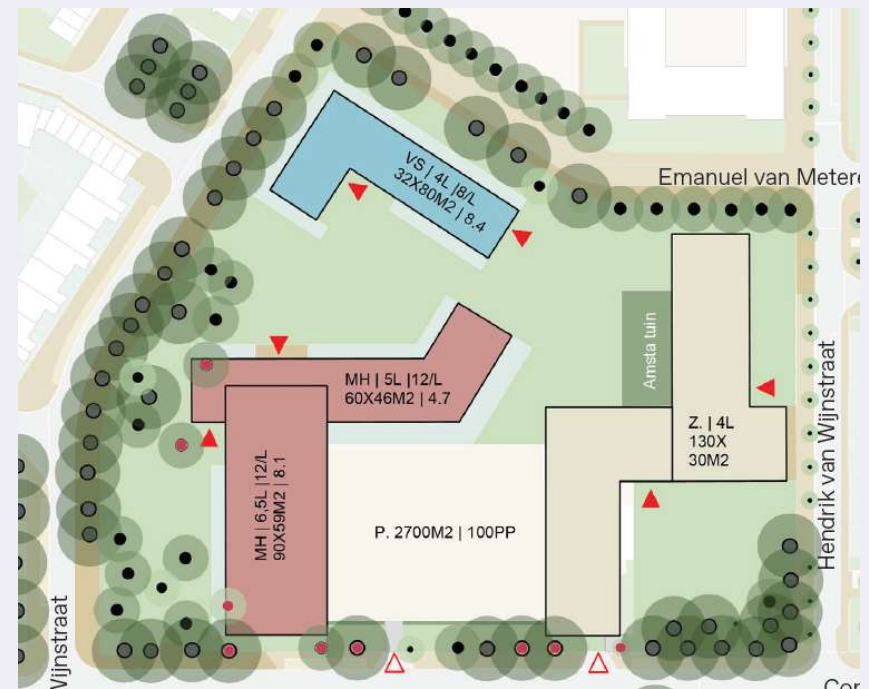 Emanuel van Metere
VS | 4L |8/L
32X80M2 | 8.4
Amsta tuin
Hendrik van Wijnstraat
MH | 5L |12/L
60X46M2 | 4.7
Z. | 4L
130X
30M2
MH | 6,5L |12/L
90X59M2 | 8.1
P. 2700M2 | 100PP
Wijnstraat
Cor